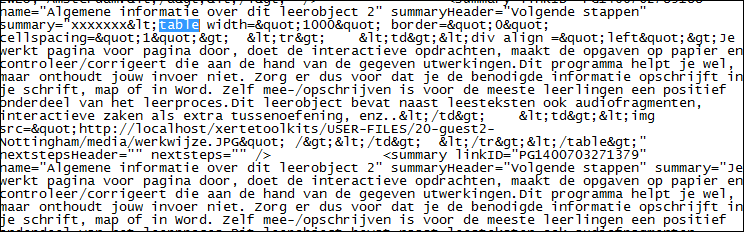 name="Algemene informatie over dit leerobject 2" summaryHeader="Volgende stappen"
summary="xxxxxxx&lt;table width=&quot;1000&quot; border=&quot;0&quot;
cellspacing=&quot;1&quot;&gt; &lt;tr&gt; &lt;td&gt;&lt;div align =&quot;left&quot;&gt;Je
werkt pagina voor pagina door, doet de interactieve opdrachten, maakt de opgaven op papier en
controleer/corrigeert die aan de hand van de gegeven utwerkingen.Dit programma helpt je wel,
maar onthoudt jouw invoer niet. Zorg er dus voor dat je de benodigde informatie opschrijft in
je schrift, map of in Word. Zelf mee-/opschrijven is voor de meeste leerlingen een positief
onderdeel van het leerproces.Dit leerobject bevat naast leesteksten ook audiofragmenten,
interactieve zaken als extra tussenoefening, enz..&lt;/td&gt; &lt;td&gt;&lt;img
src=&quot;http://localhost/xertetoolkits/USER-FILES/20-guest2-
Nottingham/media/werkwijze.JPG&quot; /&gt;&lt;/td&gt; &lt;/tr&gt;&lt;/table&gt;"
nextstepsHeader="" nextsteps="" /> <summary linkID="PG1400703271379"
name="Algemene informatie over dit leerobject 2" summaryHeader="Volgende stappen" summary="Je
werkt pagina voor pagina door, doet de interactieve opdrachten, maakt de opgaven op papier en
controleer/corrigeert die aan de hand van de gegeven utwerkingen.Dit programma helpt je wel,
maar onthoudt jouw invoer niet. Zorg er dus voor dat je de benodigde informatie opschrijft in
je schrift, map of in Word. Zelf mee-/opschrijven is voor de meeste leerlingen een positief